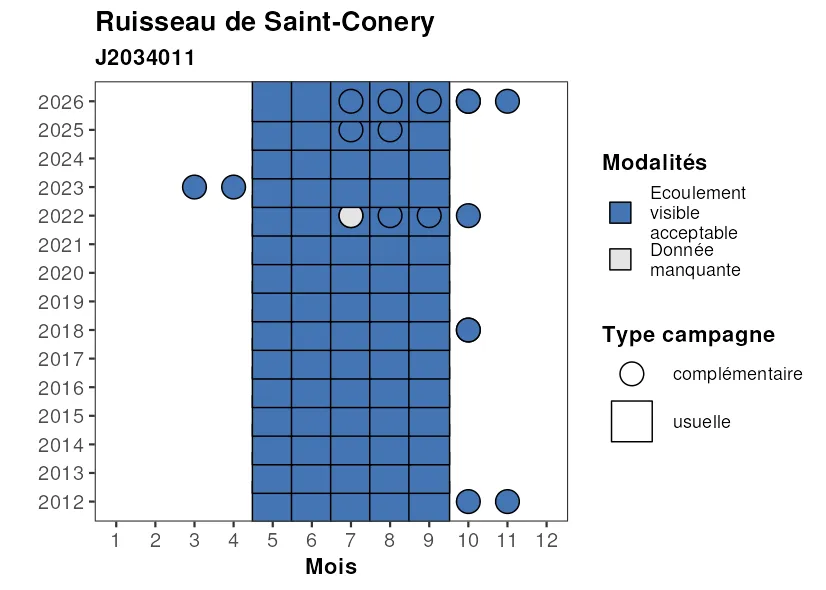 Ruisseau de Saint-Conery
J2034011
2026
2025
2024
2023
2022
2021
2020
2019
2018
2017
2016
2015
2014
2013
2012
1 2 3 4 5 6 7 8 9 10 11 12
Mois
Modalités
Ecoulement
visible
acceptable
Donnée
manquante
Type campagne
complémentaire
usuelle